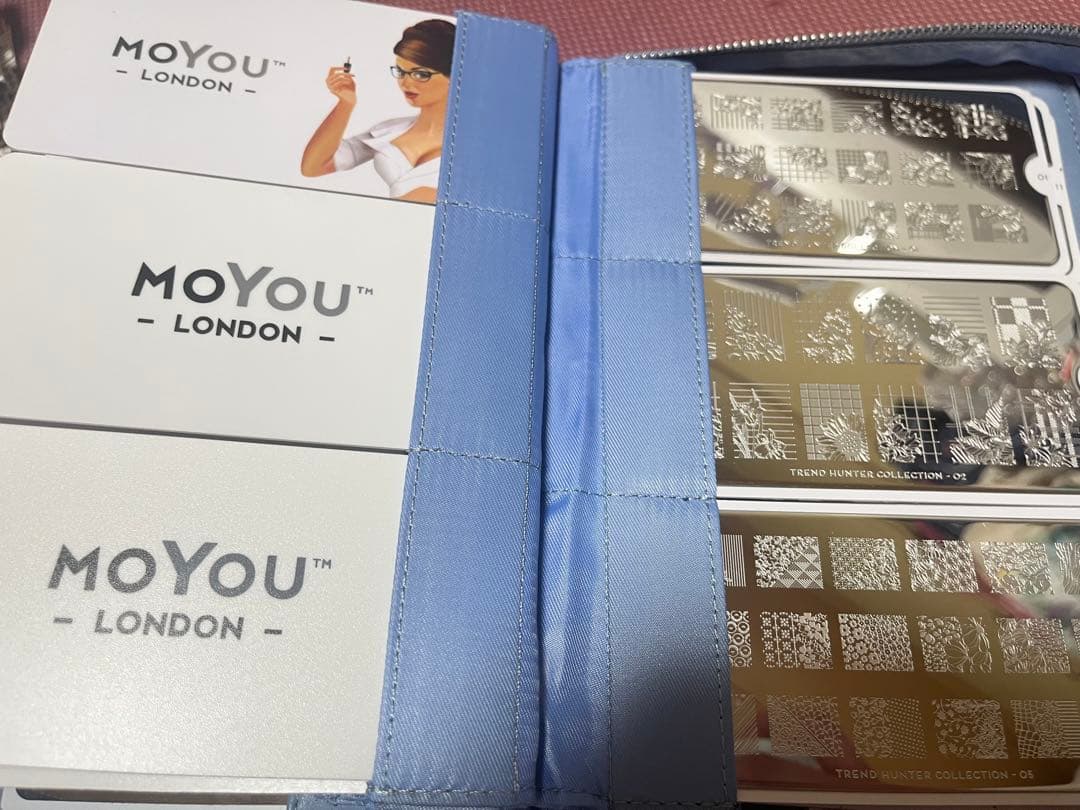 MOYOU™
– LONDON –
MOYOU™
– LONDON –
MOYOU™
– LONDON –
TREND HUNTER COLLECTION - 02
TREND HUNTER COLLECTION - 05